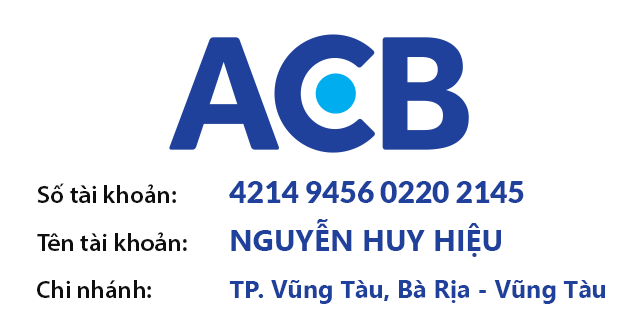 ACB
Số tài khoản: 4214 9456 0220 2145
Tên tài khoản: NGUYỄN HUY HIỆU
Chi nhánh: TP. Vũng Tàu, Bà Rịa - Vũng Tàu